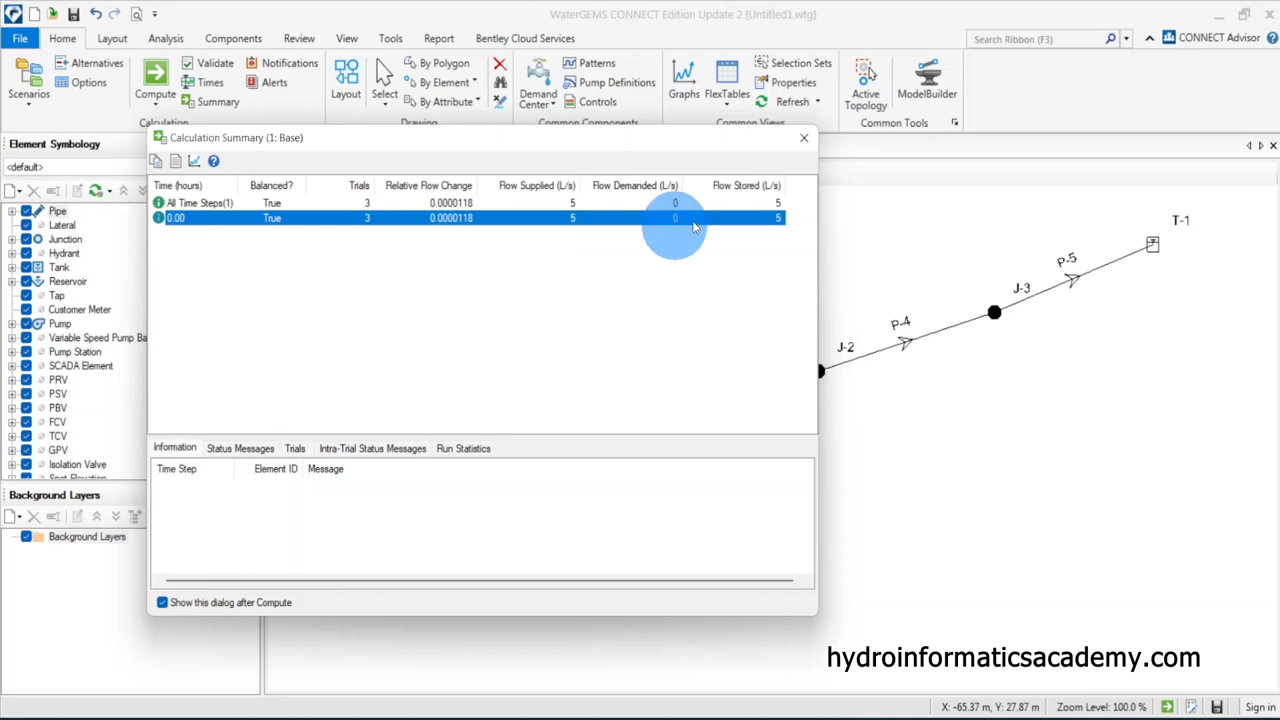 WaterGEMS CONNECT Edition Update 2 [Untitled1.wtg]
File Home Layout Analysis Components Review View Tools Report Bentley Cloud Services Search Ribbon (F3) CONNECT Advisor
Scenarios
Alternatives
Options
Compute
Validate
Times
Summary
Notifications
Alerts
Calculation
Layout
Select
By Polygon
By Element
By Attribute
Drawing
Demand Center
Patterns
Pump Definitions
Controls
Common Components
Graphs
FlexTables
Selection Sets
Properties
Refresh
Common Views
Active Topology
ModelBuilder
Common Tools
Element Symbology
<default>
Pipe
Lateral
Junction
Hydrant
Tank
Reservoir
Tap
Customer Meter
Pump
Variable Speed Pump Ba
Pump Station
SCADA Element
PRV
PSV
PBV
FCV
TCV
GPV
Isolation Valve
Background Layers
Background Layers
Calculation Summary (1: Base)
Time (hours) Balanced? Trials Relative Flow Change Flow Supplied (L/s) Flow Demanded (L/s) Flow Stored (L/s)
All Time Steps(1) True 3 0.0000118 5 0 5
0.00 True 3 0.0000118 5 0 5
Information Status Messages Trials Intra-Trial Status Messages Run Statistics
Time Step Element ID Message
Show this dialog after Compute
T-1
P-5
J-3
P-4
J-2
hydroinformaticsacademy.com
X: -65.37 m, Y: 27.87 m Zoom Level: 100.0 % Sign in